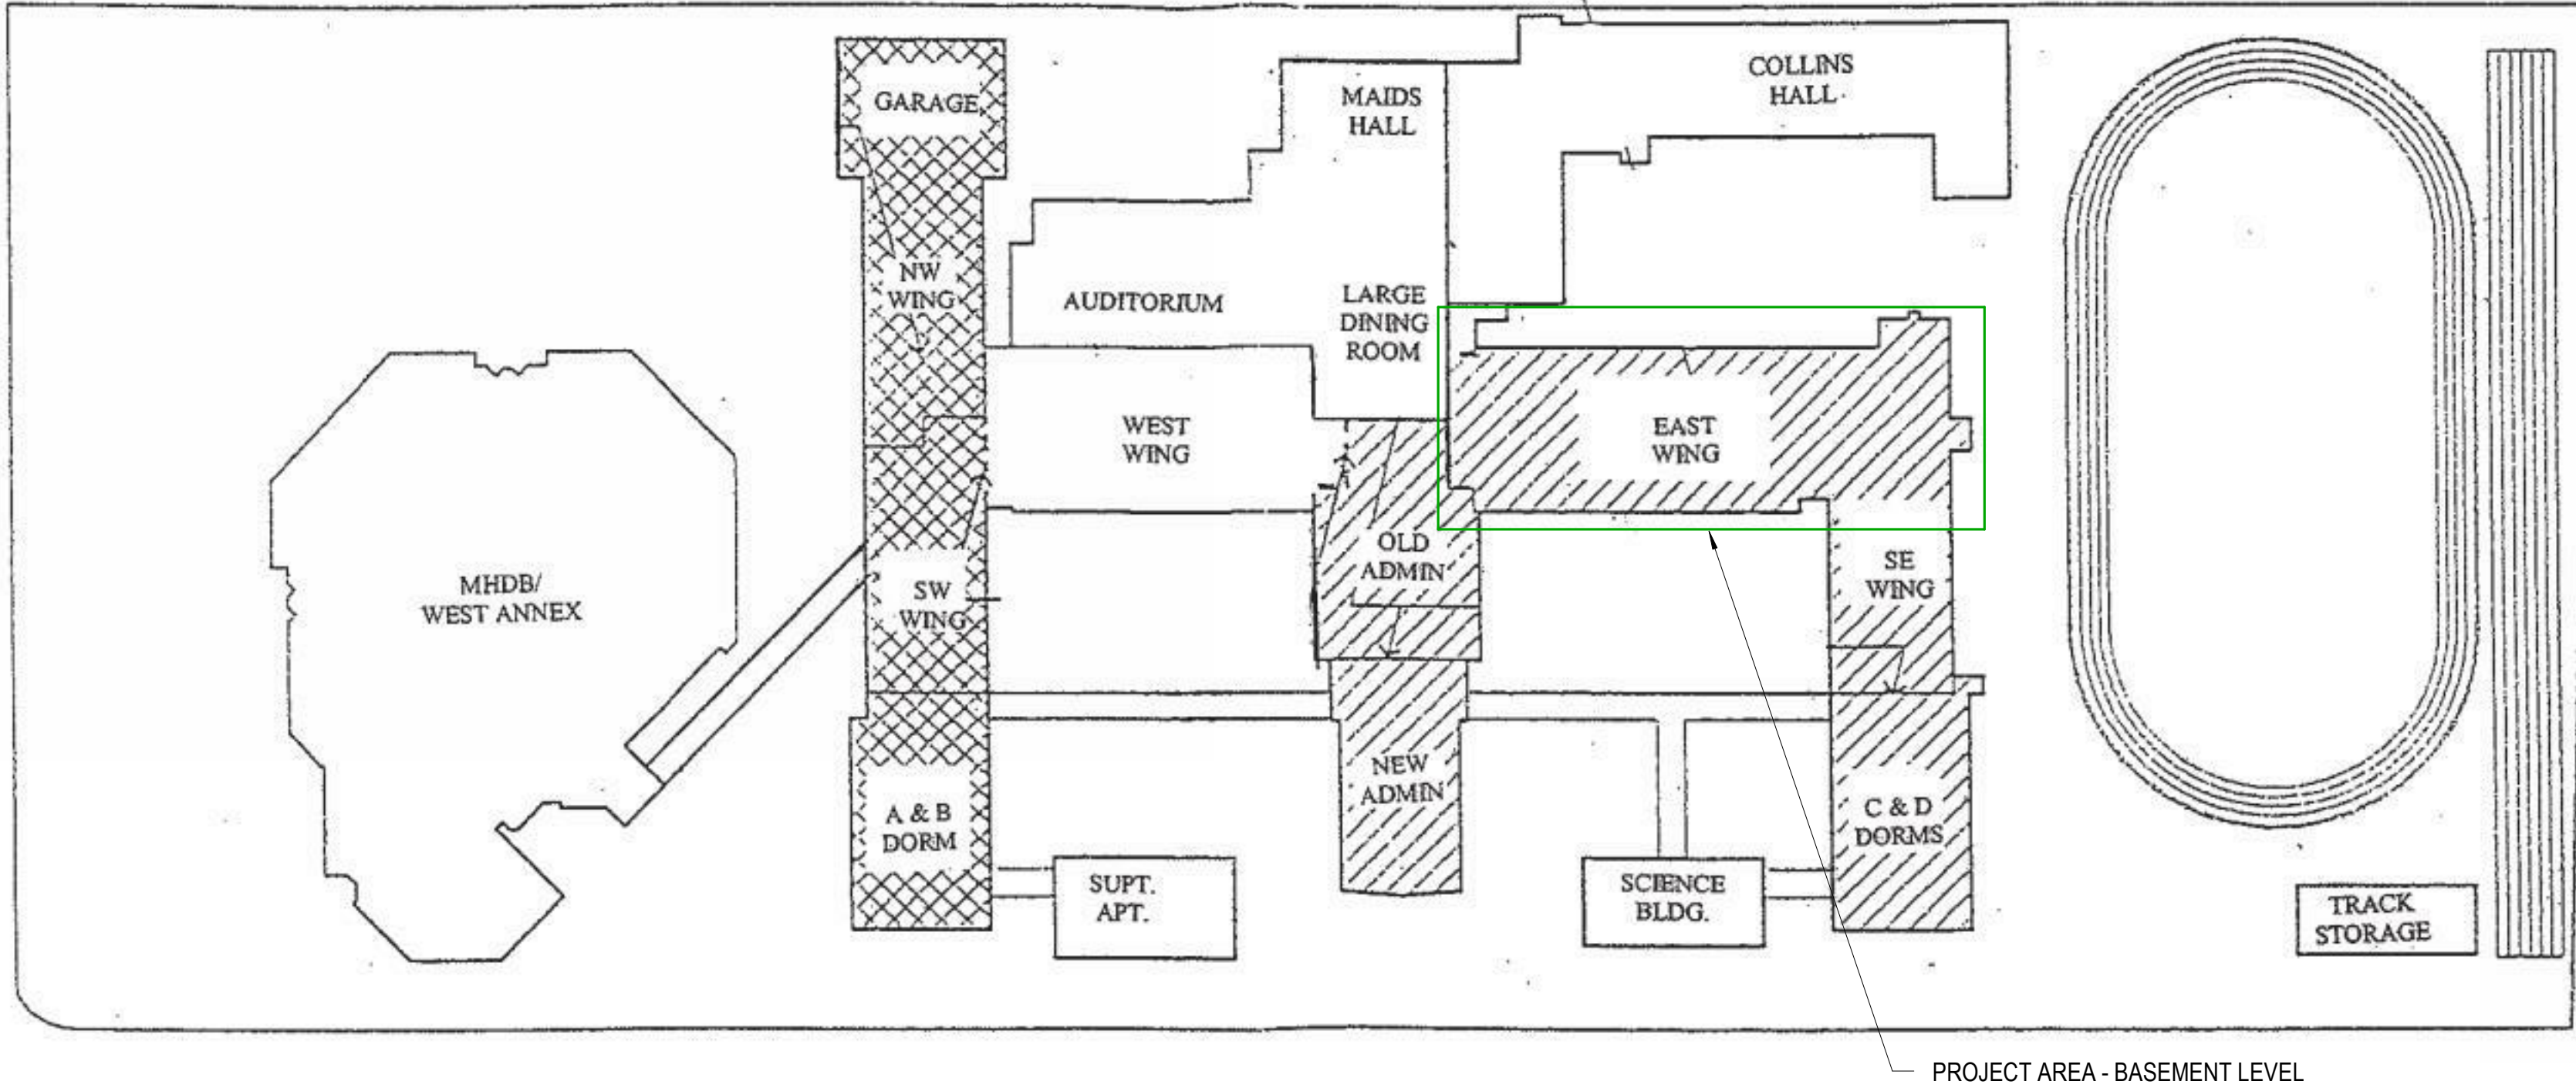 GARAGE
MAIDS
HALL
COLLINS
HALL
NW
WING
AUDITORIUM
LARGE
DINING
ROOM
WEST
WING
EAST
WING
MHDB/
WEST ANNEX
SW
WING
OLD
ADMIN
SE
WING
A & B
DORM
NEW
ADMIN
C & D
DORMS
SUPT.
APT.
SCIENCE
BLDG.
TRACK
STORAGE
PROJECT AREA - BASEMENT LEVEL